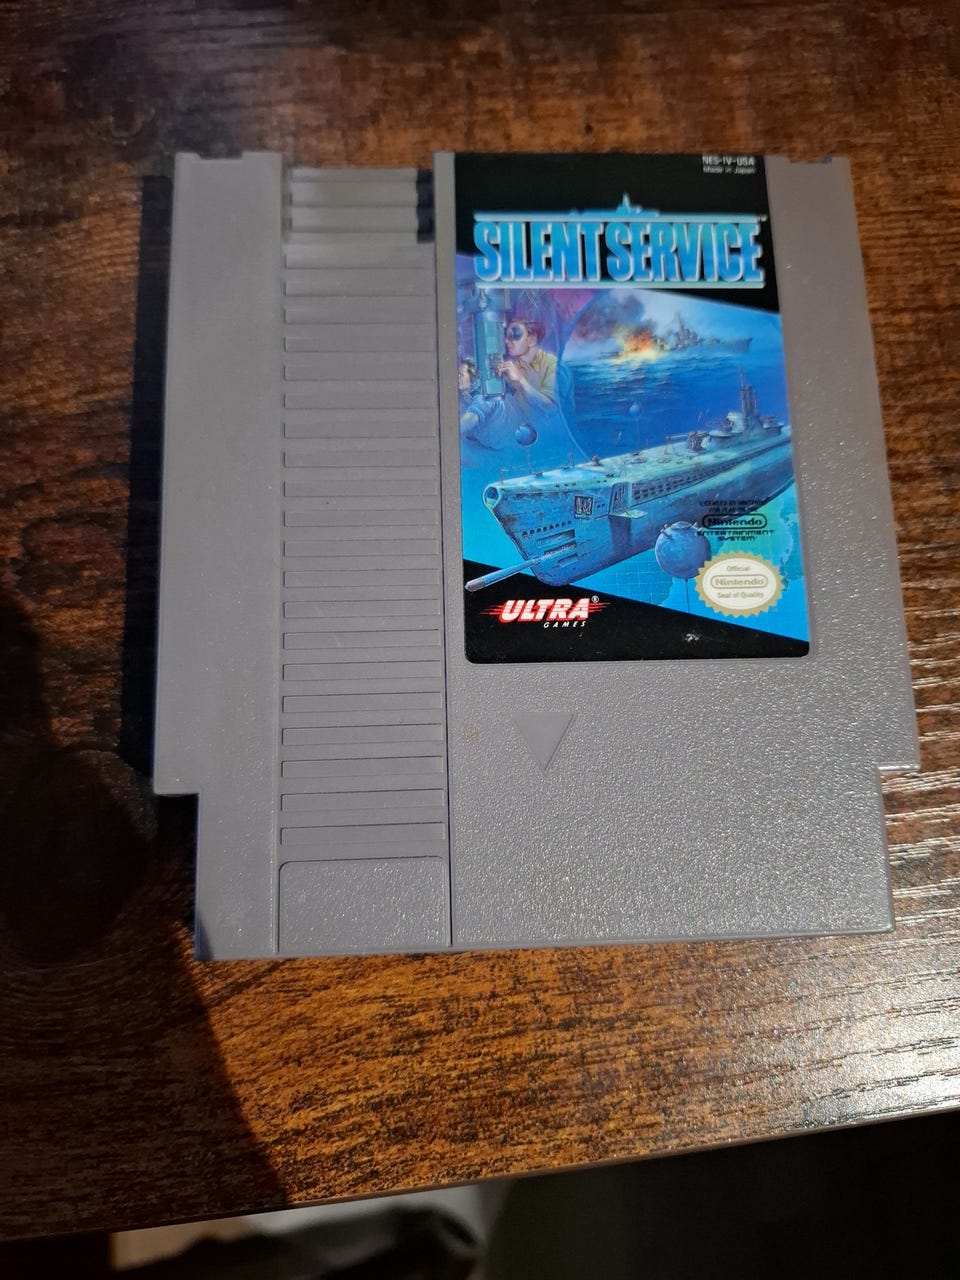 NES-IV-USA
Made in Japan
SILENT SERVICE™
LICENSED BY NINTENDO
FOR PLAY ON THE
Nintendo
ENTERTAINMENT
SYSTEM
Official
Nintendo
Seal of Quality
ULTRA®
GAMES